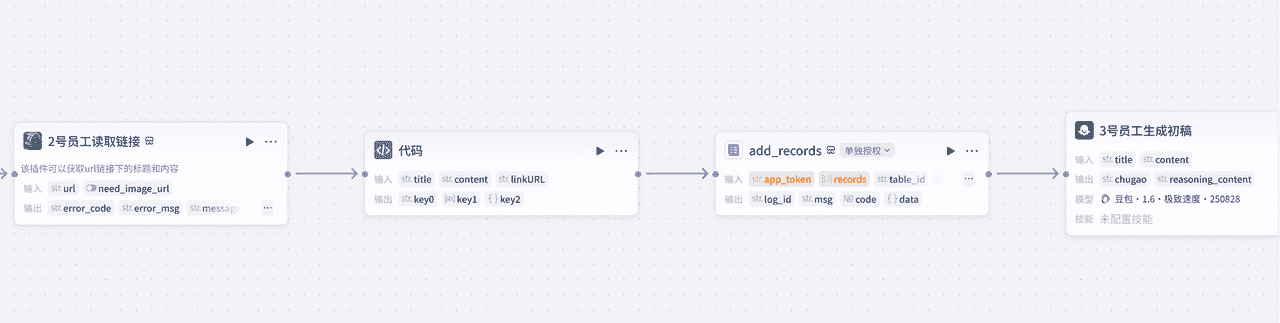 2号员工读取链接
该插件可以获取url链接下的标题和内容
输入 str. url need_image_url
输出 str. error_code str. error_msg str. message ...
代码
输入 str. title str. content str. linkURL
输出 str. key0 key1 { } key2
add_records 单独授权
输入 str. app_token records str. table_id ...
输出 str. log_id str. msg code { } data
3号员工生成初稿
输入 str. title str. content
输出 str. chugao str. reasoning_content
模型 豆包·1.6·极致速度·250828
技能 未配置技能